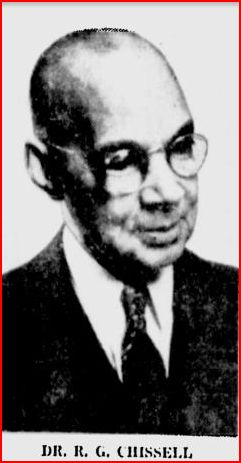 DR. R. G. CHISSELL